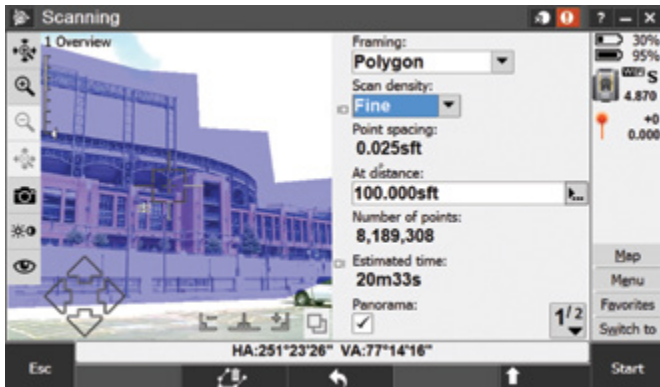 Scanning
? – ×
1 Overview
Framing:
Polygon
Scan density:
Fine
Point spacing:
0.025sft
At distance:
100.000sft
Number of points:
8,189,308
Estimated time:
20m33s
Panorama:
1/2
30%
95%
WiFi S
4.870
+0
0.000
Map
Menu
Favorites
Switch to
HA:251°23'26" VA:77°14'16"
Esc
Start